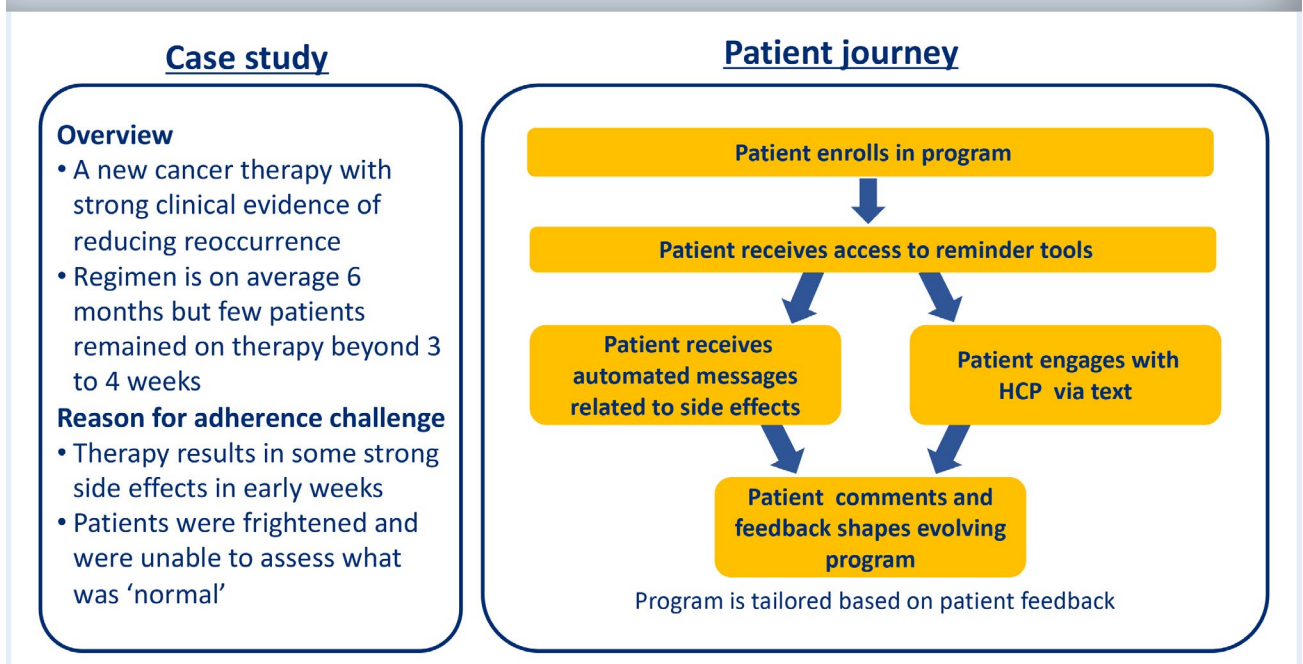 Case study
Overview
• A new cancer therapy with
strong clinical evidence of
reducing reoccurrence
• Regimen is on average 6
months but few patients
remained on therapy beyond 3
to 4 weeks
Reason for adherence challenge
• Therapy results in some strong
side effects in early weeks
• Patients were frightened and
were unable to assess what
was ‘normal’
Patient journey
Patient enrolls in program
Patient receives access to reminder tools
Patient receives
automated messages
related to side effects
Patient engages with
HCP via text
Patient comments and
feedback shapes evolving
program
Program is tailored based on patient feedback